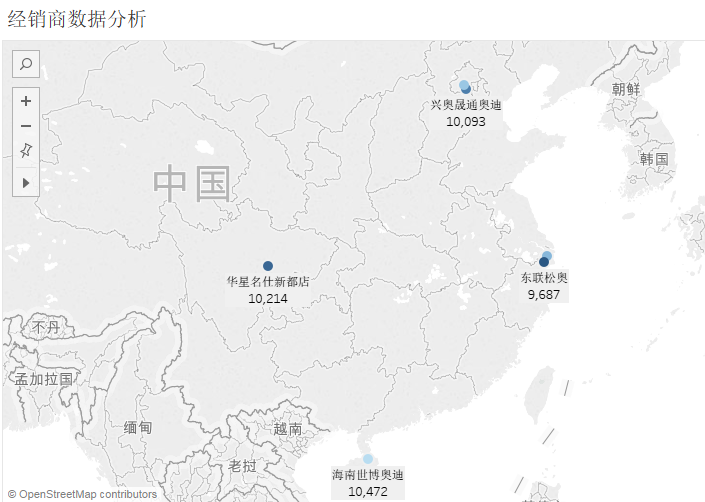 经销商数据分析
朝鲜
兴奥晟通奥迪
10,093
韩国
中国
华星名仕新都店
10,214
东联松奥
9,687
不丹
孟加拉国
缅甸
越南
老挝
海南世博奥迪
10,472
© OpenStreetMap contributors